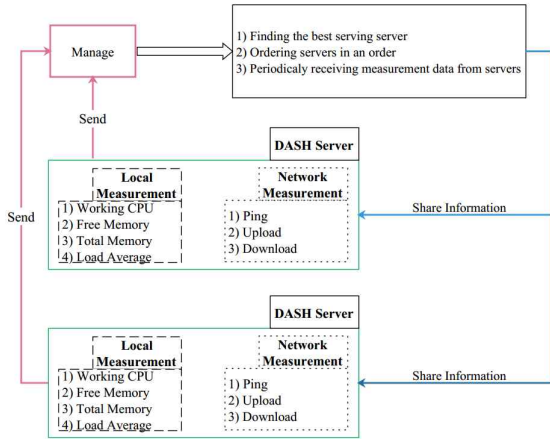 Manage
1) Finding the best serving server
2) Ordering servers in an order
3) Periodicaly receiving measurement data from servers
Send
DASH Server
Local
Measurement
1) Working CPU
2) Free Memory
3) Total Memory
4) Load Average
Network
Measurement
1) Ping
2) Upload
3) Download
Share Information
Send
DASH Server
Local
Measurement
1) Working CPU
2) Free Memory
3) Total Memory
4) Load Average
Network
Measurement
1) Ping
2) Upload
3) Download
Share Information